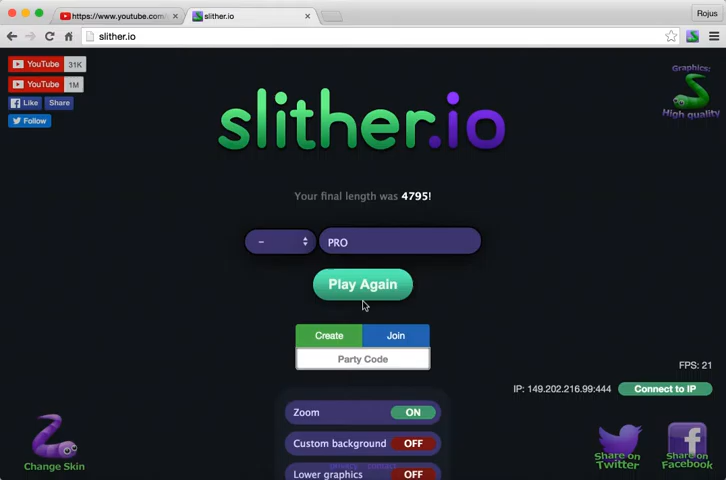 https://www.youtube.com/
slither.io
Rojus
slither.io
YouTube 31K
YouTube 1M
Like Share
Follow
Graphics:
High quality
slither.io
Your final length was 4795!
–
PRO
Play Again
Create
Join
Party Code
FPS: 21
IP: 149.202.216.99:444
Connect to IP
Zoom ON
Custom background OFF
Lower graphics OFF
privacy contact
Change Skin
Share on
Twitter
Share on
Facebook